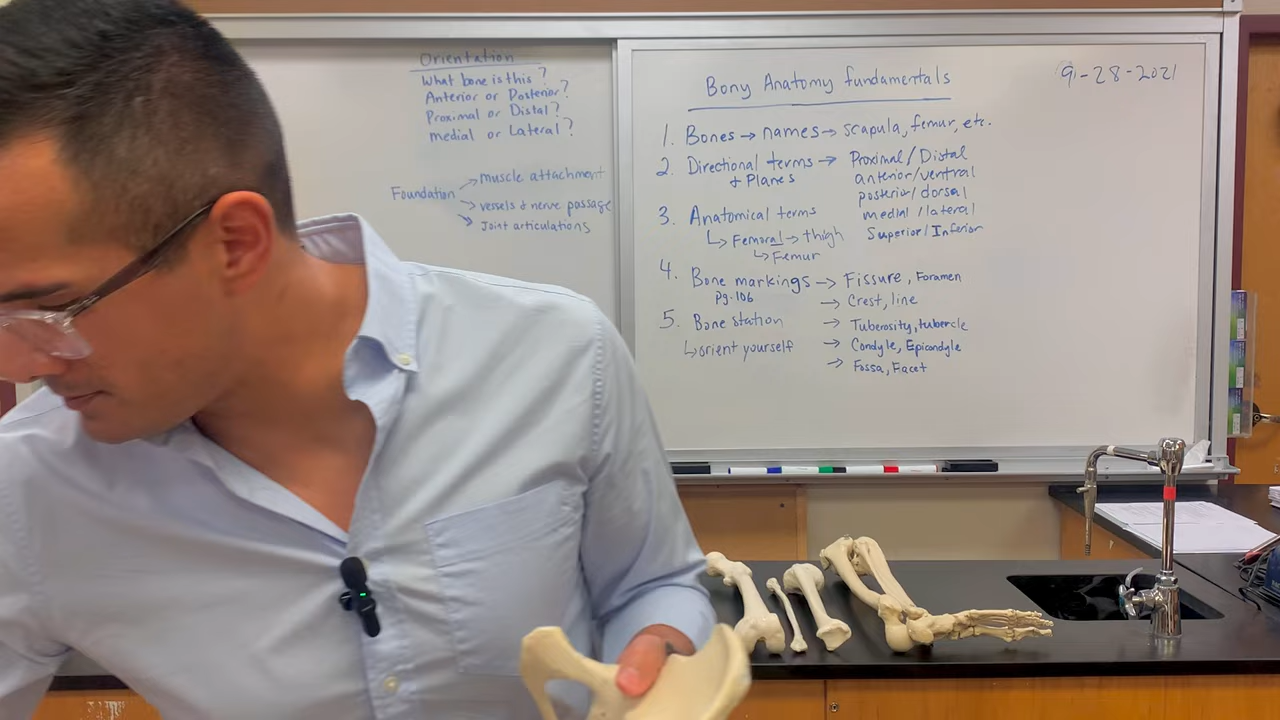 Orientation
What bone is this?
Anterior or Posterior?
Proximal or Distal?
medial or Lateral?
Foundation → muscle attachment
→ vessels & nerve passage
→ Joint articulations
Bony Anatomy fundamentals
9-28-2021
1. Bones → names → scapula, femur, etc.
2. Directional terms → Proximal/Distal
& Planes
anterior/ventral
posterior/dorsal
medial/lateral
Superior/Inferior
3. Anatomical terms
↳ Femoral → thigh
↳ Femur
4. Bone markings → Fissure, Foramen
pg. 106
→ Crest, line
→ Tuberosity, tubercle
→ Condyle, Epicondyle
→ Fossa, Facet
5. Bone station
↳ orient yourself